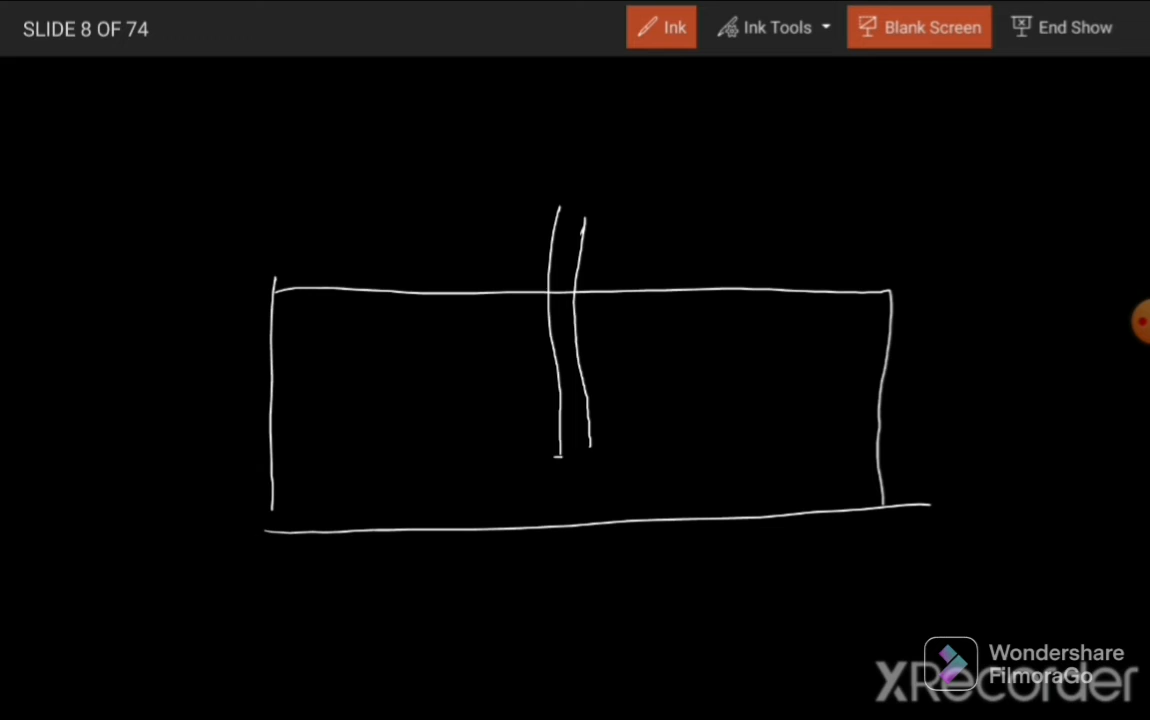 SLIDE 8 OF 74
Ink
Ink Tools
Blank Screen
End Show
Wondershare
FilmoraGo
XRecorder